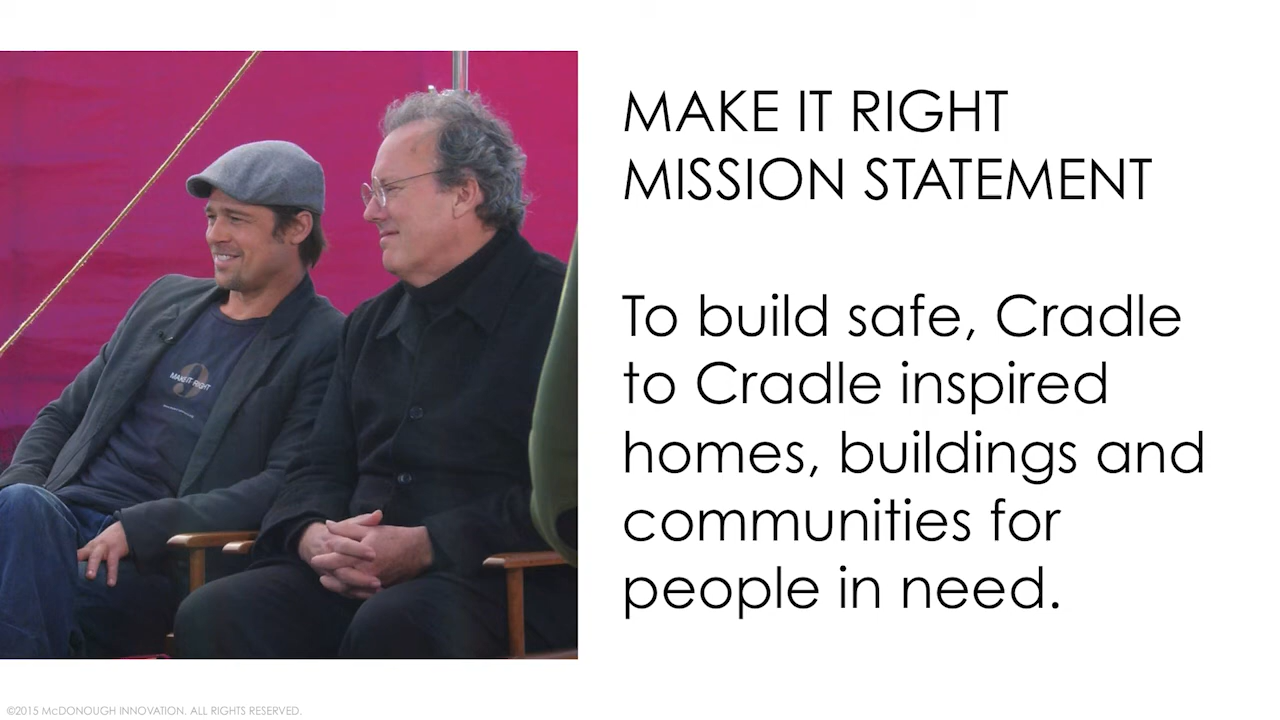 MAKE IT RIGHT
MISSION STATEMENT
To build safe, Cradle
to Cradle inspired
homes, buildings and
communities for
people in need.
MAKE IT RIGHT
©2015 McDONOUGH INNOVATION. ALL RIGHTS RESERVED.